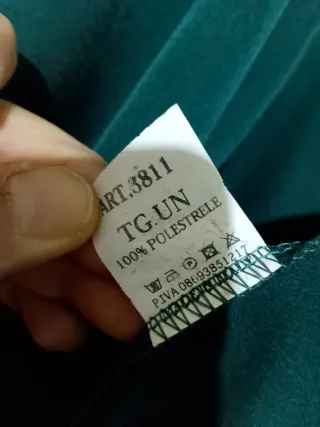 ART.3811
TG.UN
100% POLESTRELE
P.IVA 08693851217